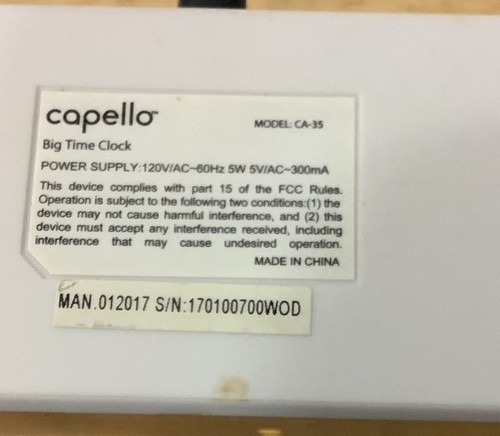 capello
MODEL: CA-35
Big Time Clock
POWER SUPPLY:120V/AC~60Hz 5W 5V/AC~300mA
This device complies with part 15 of the FCC Rules.
Operation is subject to the following two conditions:(1) the
device may not cause harmful interference, and (2) this
device must accept any interference received, including
interference that may cause undesired operation.
MADE IN CHINA
MAN.012017 S/N:170100700WOD